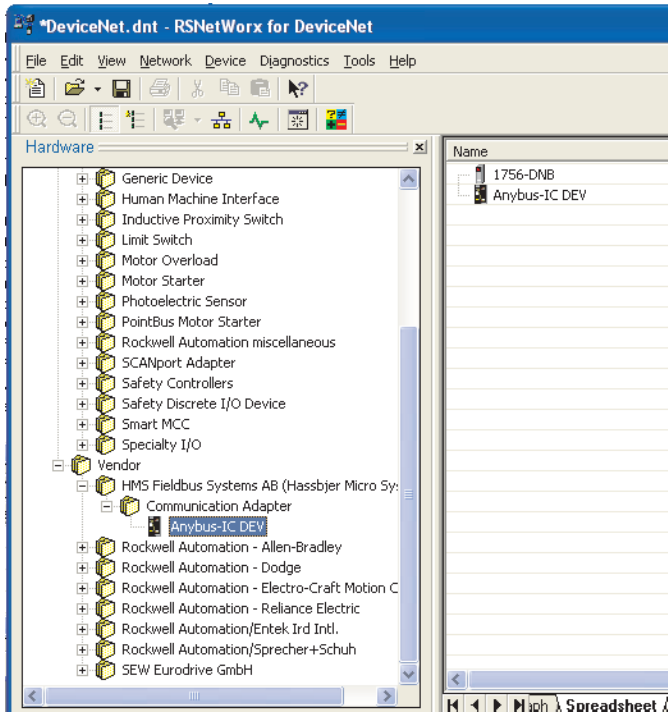 *DeviceNet.dnt - RSNetWorx for DeviceNet
File Edit View Network Device Diagnostics Tools Help
Hardware
Generic Device
Human Machine Interface
Inductive Proximity Switch
Limit Switch
Motor Overload
Motor Starter
Photoelectric Sensor
PointBus Motor Starter
Rockwell Automation miscellaneous
SCANport Adapter
Safety Controllers
Safety Discrete I/O Device
Smart MCC
Specialty I/O
Vendor
HMS Fieldbus Systems AB (Hassbjer Micro Sy
Communication Adapter
Anybus-IC DEV
Rockwell Automation - Allen-Bradley
Rockwell Automation - Dodge
Rockwell Automation - Electro-Craft Motion C
Rockwell Automation - Reliance Electric
Rockwell Automation/Entek Ird Intl.
Rockwell Automation/Sprecher+Schuh
SEW Eurodrive GmbH
Name
1756-DNB
Anybus-IC DEV
aph Spreadsheet